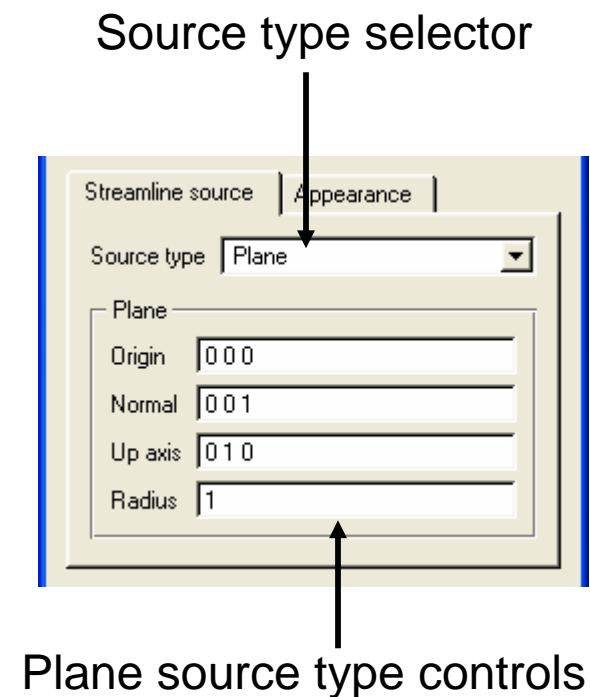 Source type selector
Streamline source Appearance
Source type Plane
Plane
Origin 0 0 0
Normal 0 0 1
Up axis 0 1 0
Radius 1
Plane source type controls